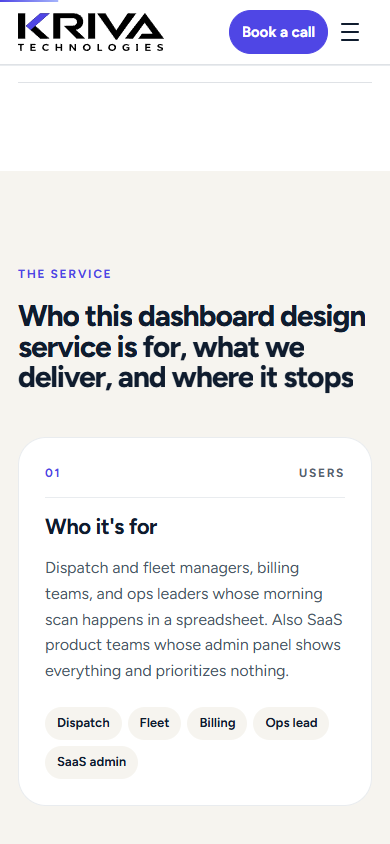 KRIVA
TECHNOLOGIES
Book a call
THE SERVICE
Who this dashboard design
service is for, what we
deliver, and where it stops
01
USERS
Who it's for
Dispatch and fleet managers, billing
teams, and ops leaders whose morning
scan happens in a spreadsheet. Also SaaS
product teams whose admin panel shows
everything and prioritizes nothing.
Dispatch
Fleet
Billing
Ops lead
SaaS admin